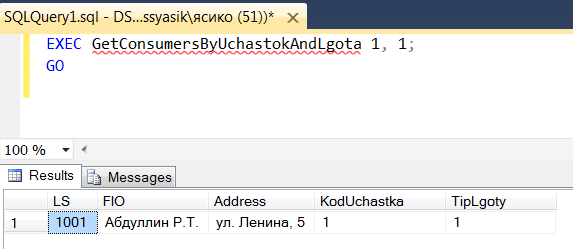 SQLQuery1.sql - DS...ssyasik\ясико (51))*
EXEC GetConsumersByUchastokAndLgota 1, 1;
GO
100 %
Results Messages
LS FIO Address KodUchastka TipLgoty
1 1001 Абдуллин Р.Т. ул. Ленина, 5 1 1